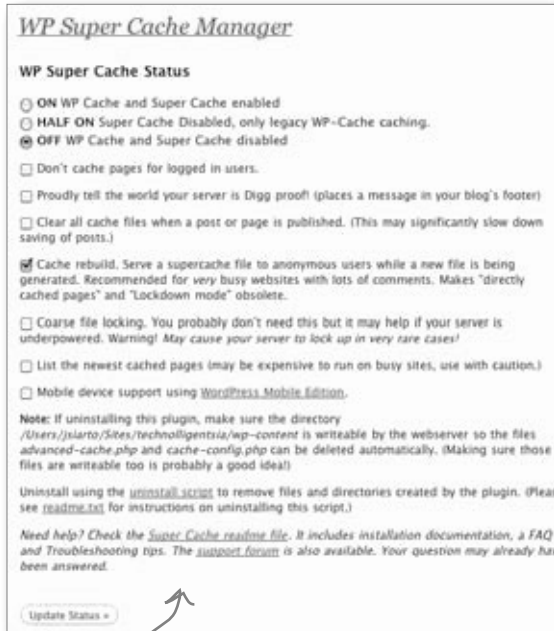 WP Super Cache Manager
WP Super Cache Status
ON WP Cache and Super Cache enabled
HALF ON Super Cache Disabled, only legacy WP-Cache caching.
OFF WP Cache and Super Cache disabled
Don't cache pages for logged in users.
Proudly tell the world your server is Digg proof! (places a message in your blog's footer)
Clear all cache files when a post or page is published. (This may significantly slow down
saving of posts.)
Cache rebuild. Serve a supercache file to anonymous users while a new file is being
generated. Recommended for very busy websites with lots of comments. Makes "directly
cached pages" and "Lockdown mode" obsolete.
Coarse file locking. You probably don't need this but it may help if your server is
underpowered. Warning! May cause your server to lock up in very rare cases!
List the newest cached pages (may be expensive to run on busy sites, use with caution.)
Mobile device support using WordPress Mobile Edition.
Note: If uninstalling this plugin, make sure the directory
/Users/jsiarto/Sites/technolligentsia/wp-content is writeable by the webserver so the files
advanced-cache.php and cache-config.php can be deleted automatically. (Making sure those
files are writeable too is probably a good idea!)
Uninstall using the uninstall script to remove files and directories created by the plugin. (Pleas
see readme.txt for instructions on uninstalling this script.)
Need help? Check the Super Cache readme file. It includes installation documentation, a FAQ
and Troubleshooting tips. The support forum is also available. Your question may already hav
been answered.
Update Status »